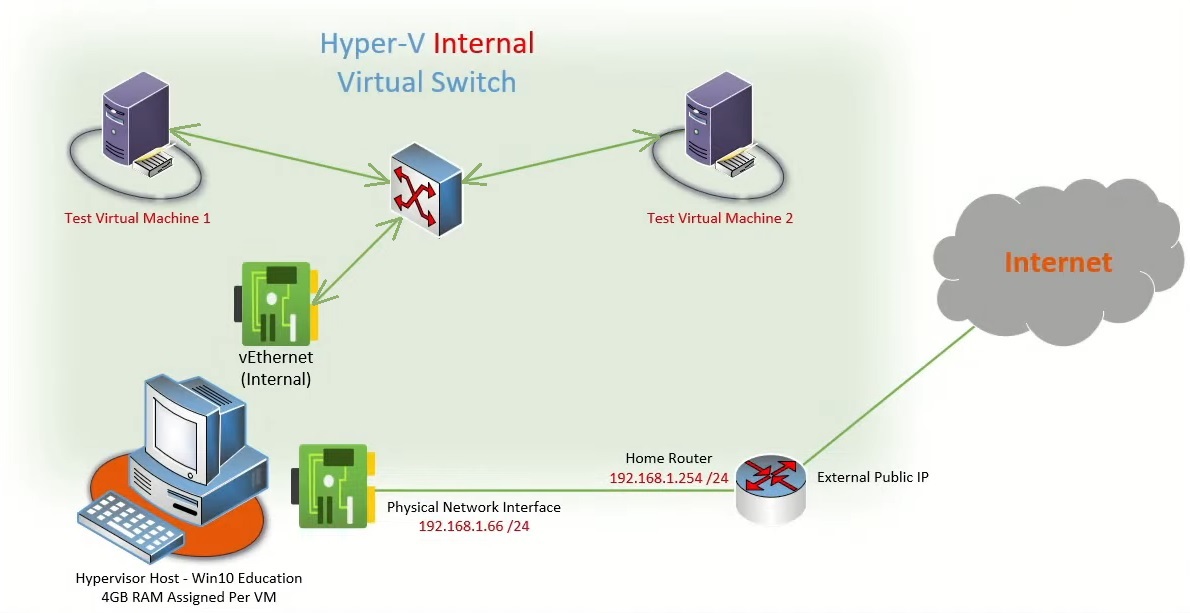 Hyper-V Internal
Virtual Switch
Test Virtual Machine 1
Test Virtual Machine 2
Internet
vEthernet
(Internal)
Home Router
192.168.1.254 /24
External Public IP
Physical Network Interface
192.168.1.66 /24
Hypervisor Host - Win10 Education
4GB RAM Assigned Per VM